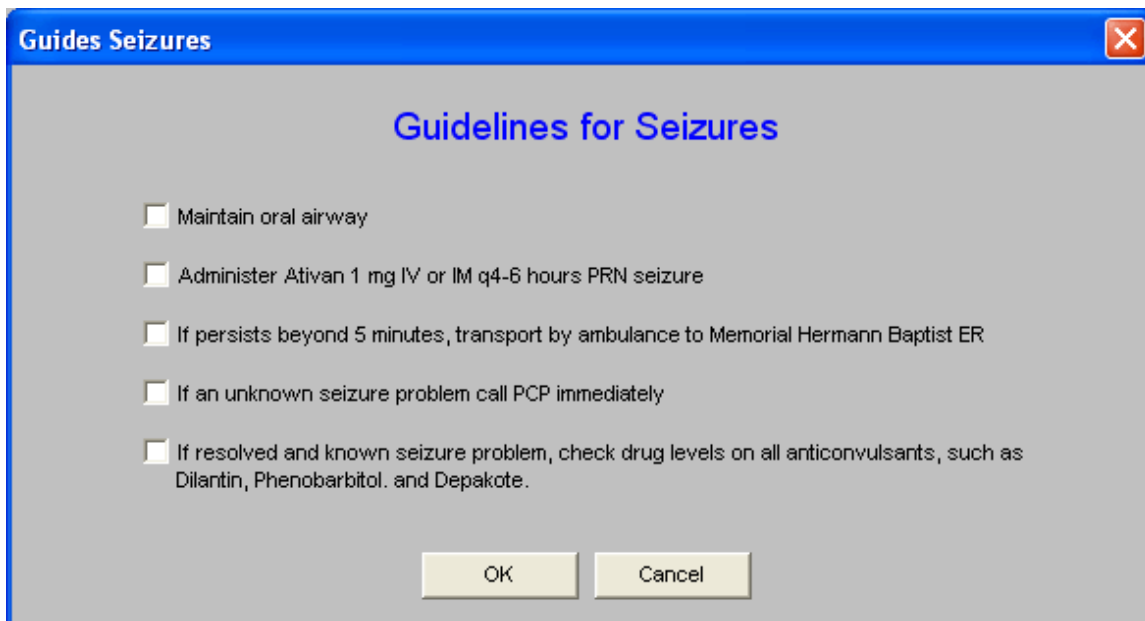 Guides Seizures
Guidelines for Seizures
Maintain oral airway
Administer Ativan 1 mg IV or IM q4-6 hours PRN seizure
If persists beyond 5 minutes, transport by ambulance to Memorial Hermann Baptist ER
If an unknown seizure problem call PCP immediately
If resolved and known seizure problem, check drug levels on all anticonvulsants, such as
Dilantin, Phenobarbitol. and Depakote.
OK
Cancel